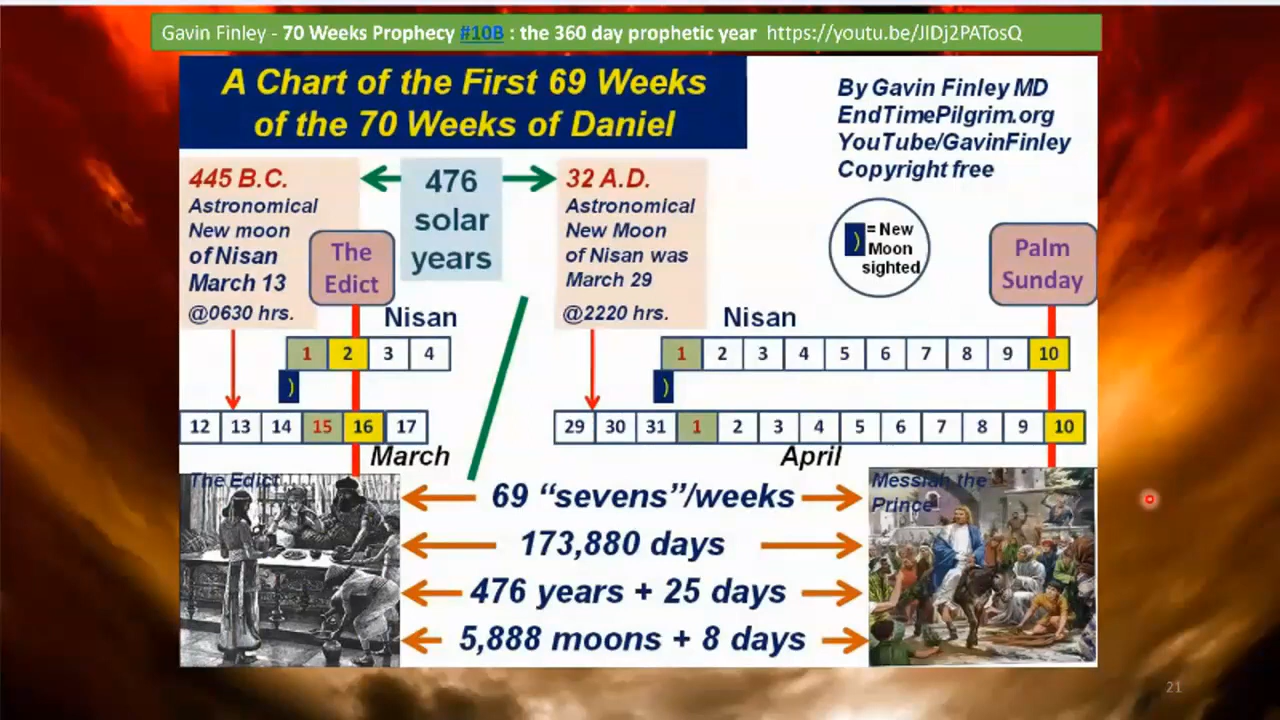 Gavin Finley - 70 Weeks Prophecy #10B : the 360 day prophetic year https://youtu.be/JIDj2PATosQ
A Chart of the First 69 Weeks
of the 70 Weeks of Daniel
By Gavin Finley MD
EndTimePilgrim.org
YouTube/GavinFinley
Copyright free
445 B.C.
Astronomical
New moon
of Nisan
March 13
@0630 hrs.
The
Edict
476
solar
years
32 A.D.
Astronomical
New Moon
of Nisan was
March 29
@2220 hrs.
= New
Moon
sighted
Palm
Sunday
Nisan
1 2 3 4
Nisan
1 2 3 4 5 6 7 8 9 10
12 13 14 15 16 17
March
29 30 31 1 2 3 4 5 6 7 8 9 10
April
The Edict
69 “sevens”/weeks
173,880 days
476 years + 25 days
5,888 moons + 8 days
Messiah the
Prince
21